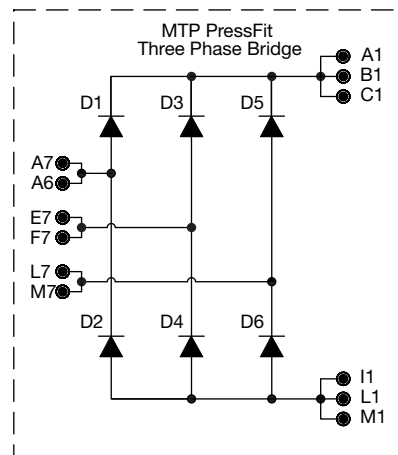 MTP PressFit
Three Phase Bridge
A1
B1
C1
D1 D3 D5
A7
A6
E7
F7
L7
M7
D2 D4 D6
I1
L1
M1